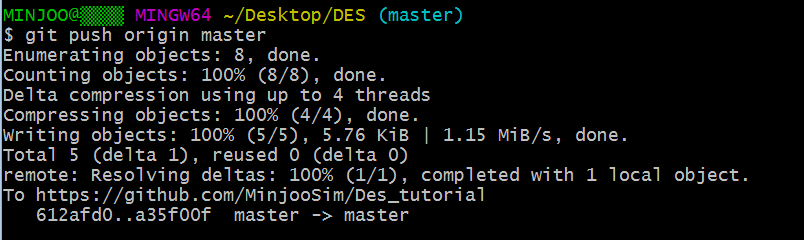 MINJOO@ MINGW64 ~/Desktop/DES (master)
$ git push origin master
Enumerating objects: 8, done.
Counting objects: 100% (8/8), done.
Delta compression using up to 4 threads
Compressing objects: 100% (4/4), done.
Writing objects: 100% (5/5), 5.76 KiB | 1.15 MiB/s, done.
Total 5 (delta 1), reused 0 (delta 0)
remote: Resolving deltas: 100% (1/1), completed with 1 local object.
To https://github.com/MinjooSim/Des_tutorial
   612afd0..a35f00f  master -> master